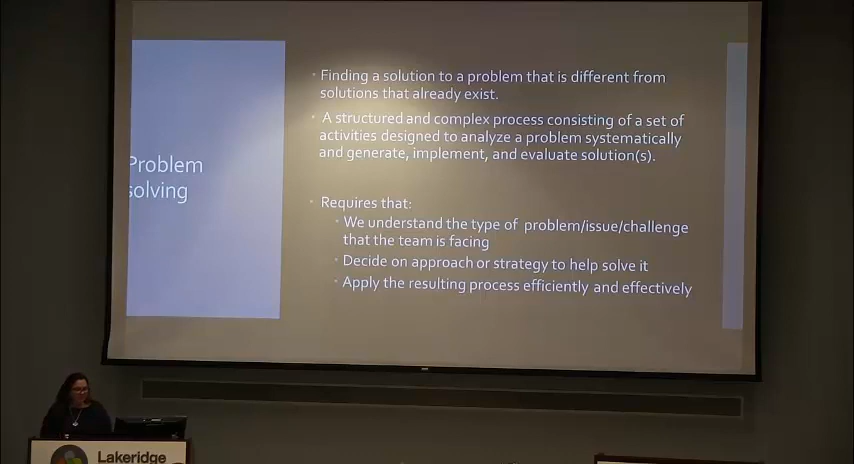 Problem
solving
Finding a solution to a problem that is different from
solutions that already exist.
A structured and complex process consisting of a set of
activities designed to analyze a problem systematically
and generate, implement, and evaluate solution(s).
Requires that:
We understand the type of problem/issue/challenge
that the team is facing
Decide on approach or strategy to help solve it
Apply the resulting process efficiently and effectively
Lakeridge